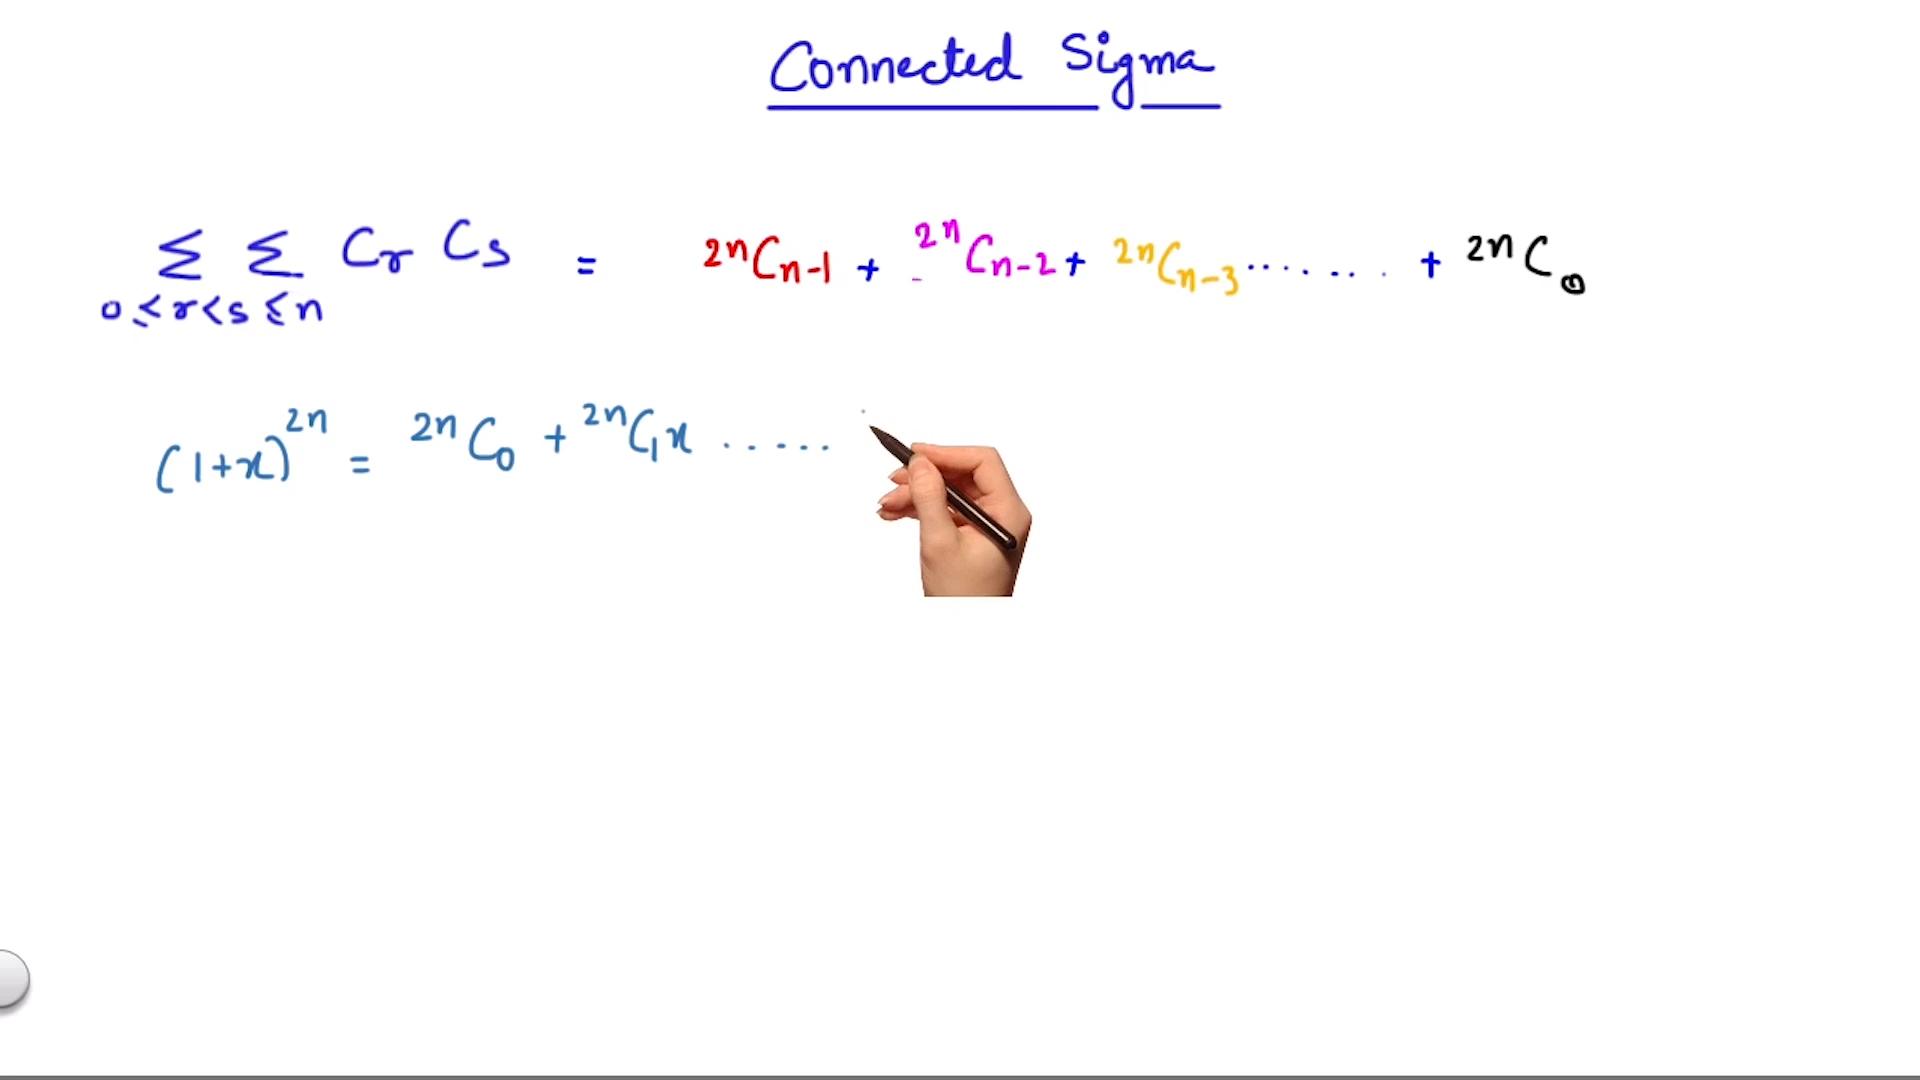 Connected Sigma
Σ Σ Cr Cs = 2nCn-1 + 2nCn-2 + 2nCn-3 ........ + 2nC0
0≤r<s≤n
(1+x)^2n = 2nC0 + 2nC1x .....